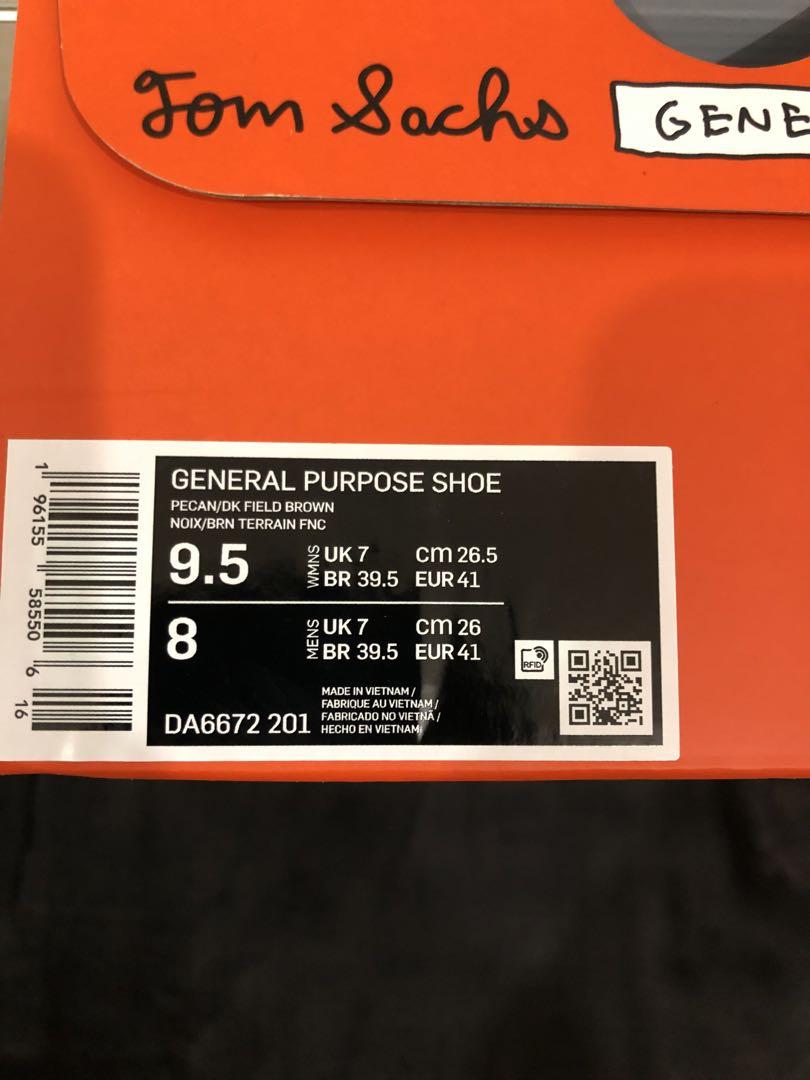 Tom Sachs
GENE
GENERAL PURPOSE SHOE
PECAN/DK FIELD BROWN
NOIX/BRN TERRAIN FNC
9.5 WMNS UK 7 cm 26.5
BR 39.5 EUR 41
8 MENS UK 7 cm 26
BR 39.5 EUR 41
RFID
MADE IN VIETNAM /
FABRIQUE AU VIETNAM /
FABRICADO NO VIETNÃ /
HECHO EN VIETNAM
DA6672 201
1 96155 58550 6 16